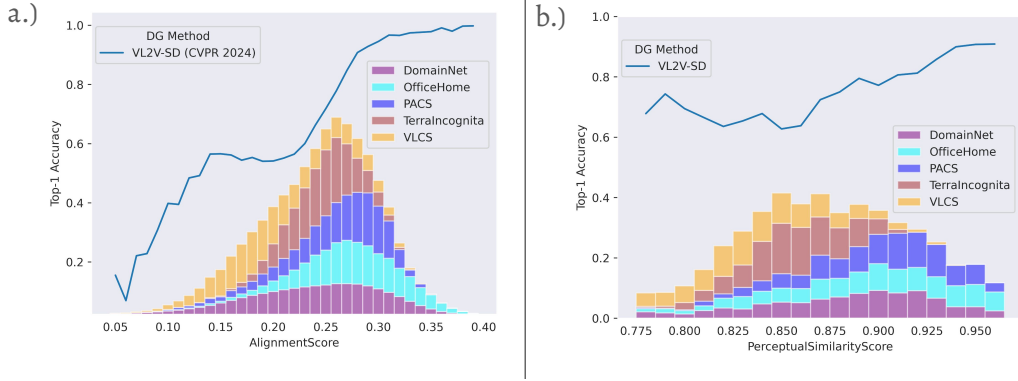 a.)
DG Method
VL2V-SD (CVPR 2024)
DomainNet
OfficeHome
PACS
TerraIncognita
VLCS
Top-1 Accuracy
1.0
0.8
0.6
0.4
0.2
0.05 0.10 0.15 0.20 0.25 0.30 0.35 0.40
AlignmentScore
b.)
DG Method
VL2V-SD
DomainNet
OfficeHome
PACS
TerraIncognita
VLCS
Top-1 Accuracy
1.0
0.8
0.6
0.4
0.2
0.0
0.775 0.800 0.825 0.850 0.875 0.900 0.925 0.950
PerceptualSimilarityScore